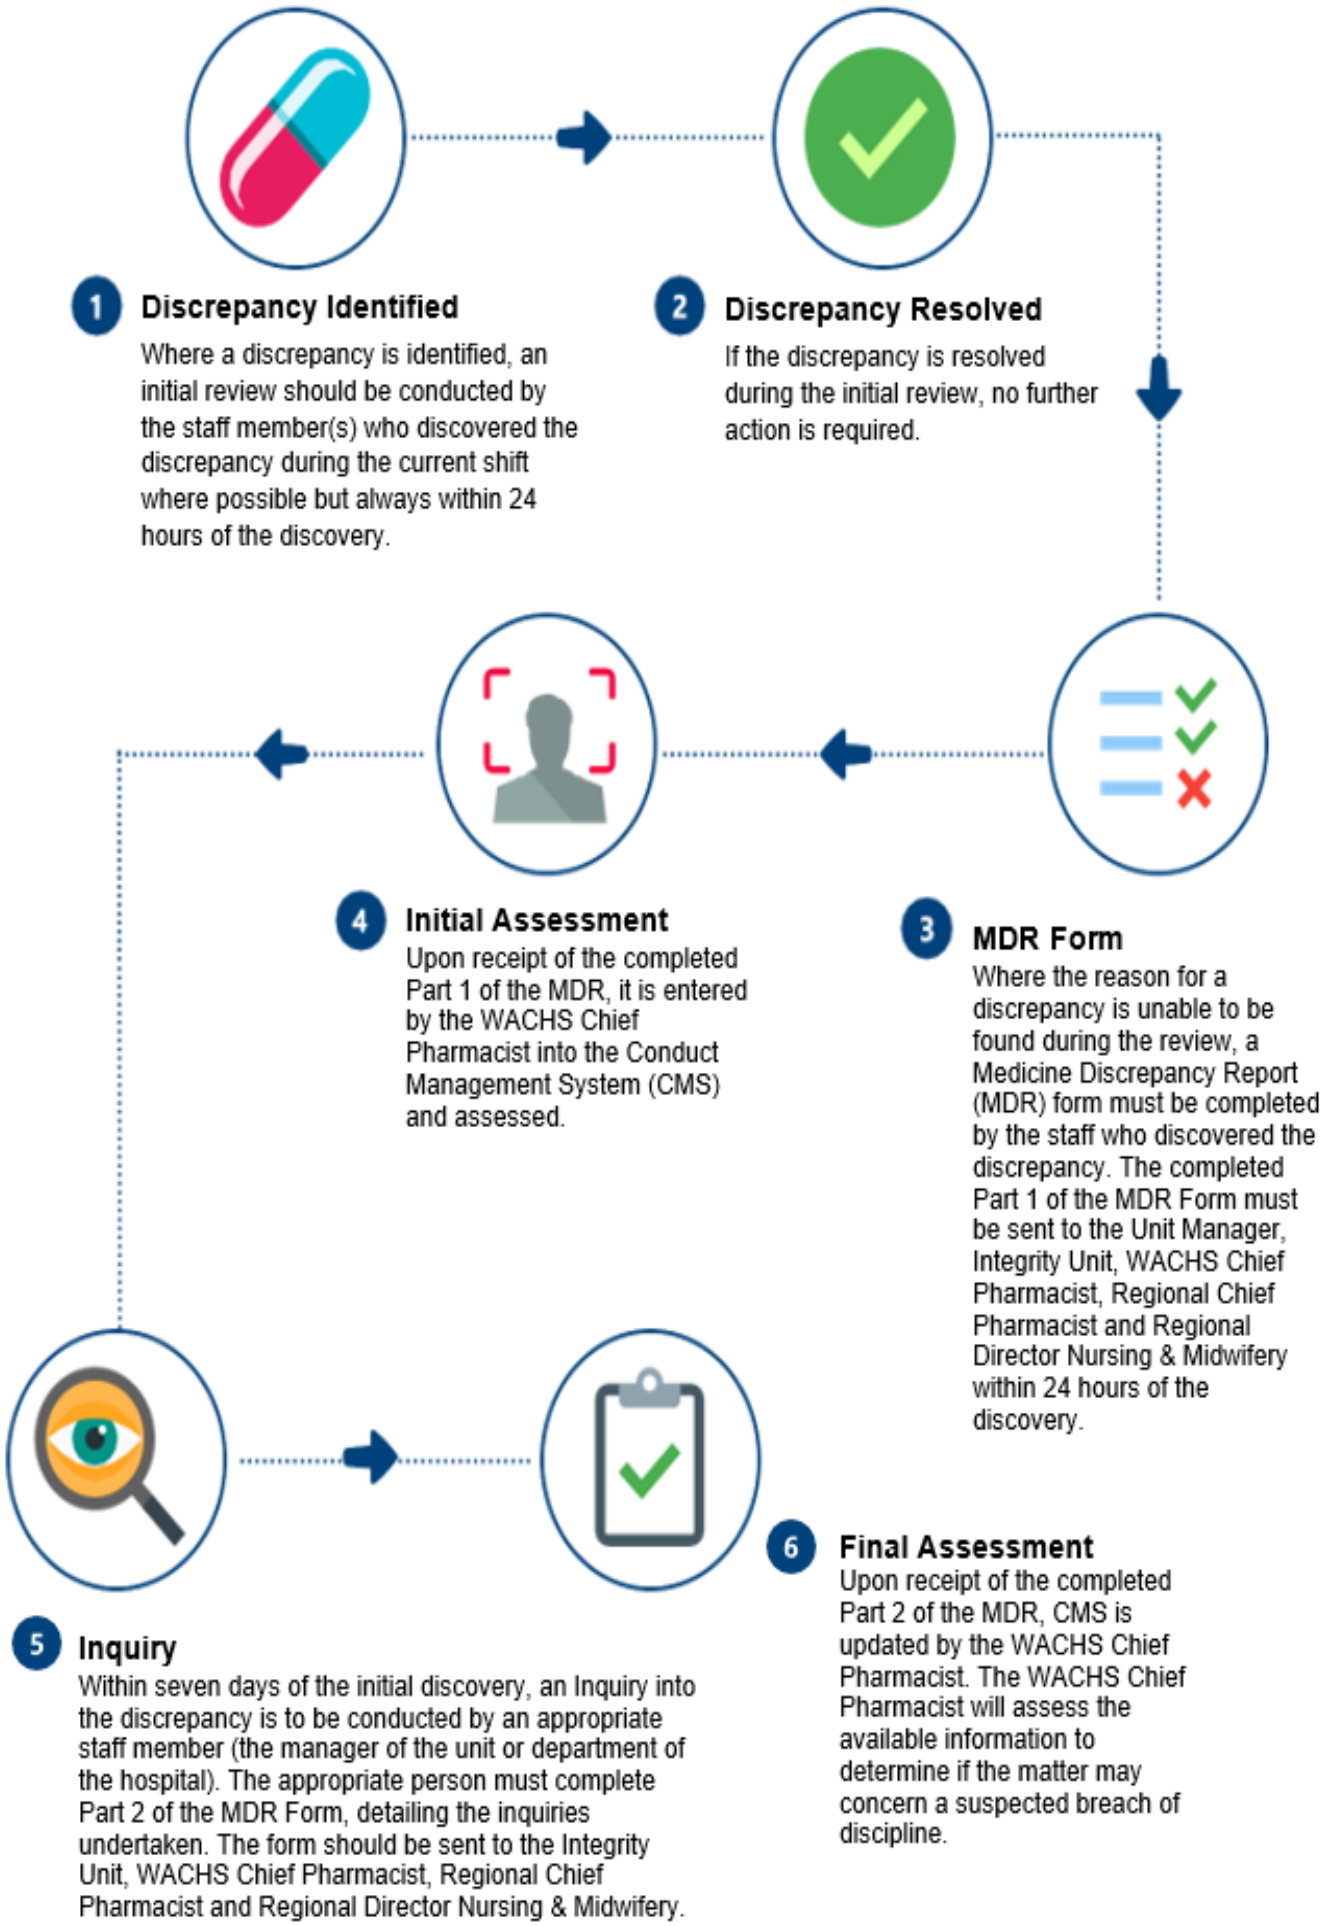 1 Discrepancy Identified
Where a discrepancy is identified, an
initial review should be conducted by
the staff member(s) who discovered the
discrepancy during the current shift
where possible but always within 24
hours of the discovery.
2 Discrepancy Resolved
If the discrepancy is resolved
during the initial review, no further
action is required.
3 MDR Form
Where the reason for a
discrepancy is unable to be
found during the review, a
Medicine Discrepancy Report
(MDR) form must be completed
by the staff who discovered the
discrepancy. The completed
Part 1 of the MDR Form must
be sent to the Unit Manager,
Integrity Unit, WACHS Chief
Pharmacist, Regional Chief
Pharmacist and Regional
Director Nursing & Midwifery
within 24 hours of the
discovery.
4 Initial Assessment
Upon receipt of the completed
Part 1 of the MDR, it is entered
by the WACHS Chief
Pharmacist into the Conduct
Management System (CMS)
and assessed.
5 Inquiry
Within seven days of the initial discovery, an Inquiry into
the discrepancy is to be conducted by an appropriate
staff member (the manager of the unit or department of
the hospital). The appropriate person must complete
Part 2 of the MDR Form, detailing the inquiries
undertaken. The form should be sent to the Integrity
Unit, WACHS Chief Pharmacist, Regional Chief
Pharmacist and Regional Director Nursing & Midwifery.
6 Final Assessment
Upon receipt of the completed
Part 2 of the MDR, CMS is
updated by the WACHS Chief
Pharmacist. The WACHS Chief
Pharmacist will assess the
available information to
determine if the matter may
concern a suspected breach of
discipline.